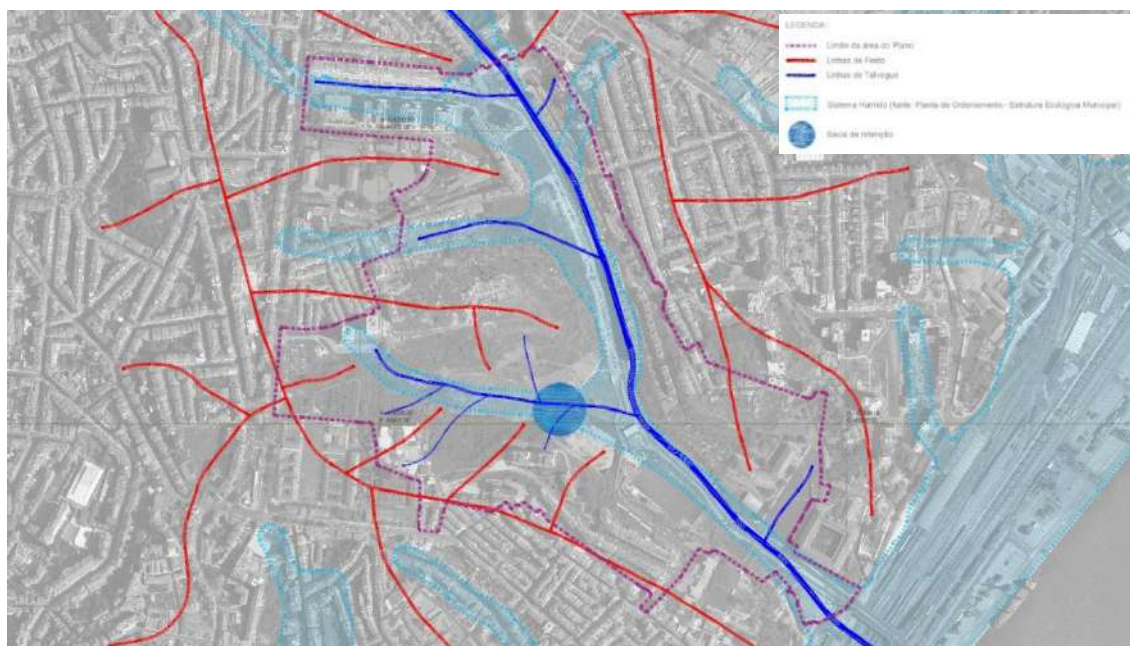 LEGENDA:
Limite da área do Plano
Linhas de Festo
Linhas de Talvegue
Sistema Húmido (fonte: Planta de Ordenamento - Estrutura Ecológica Municipal)
Bacia de retenção